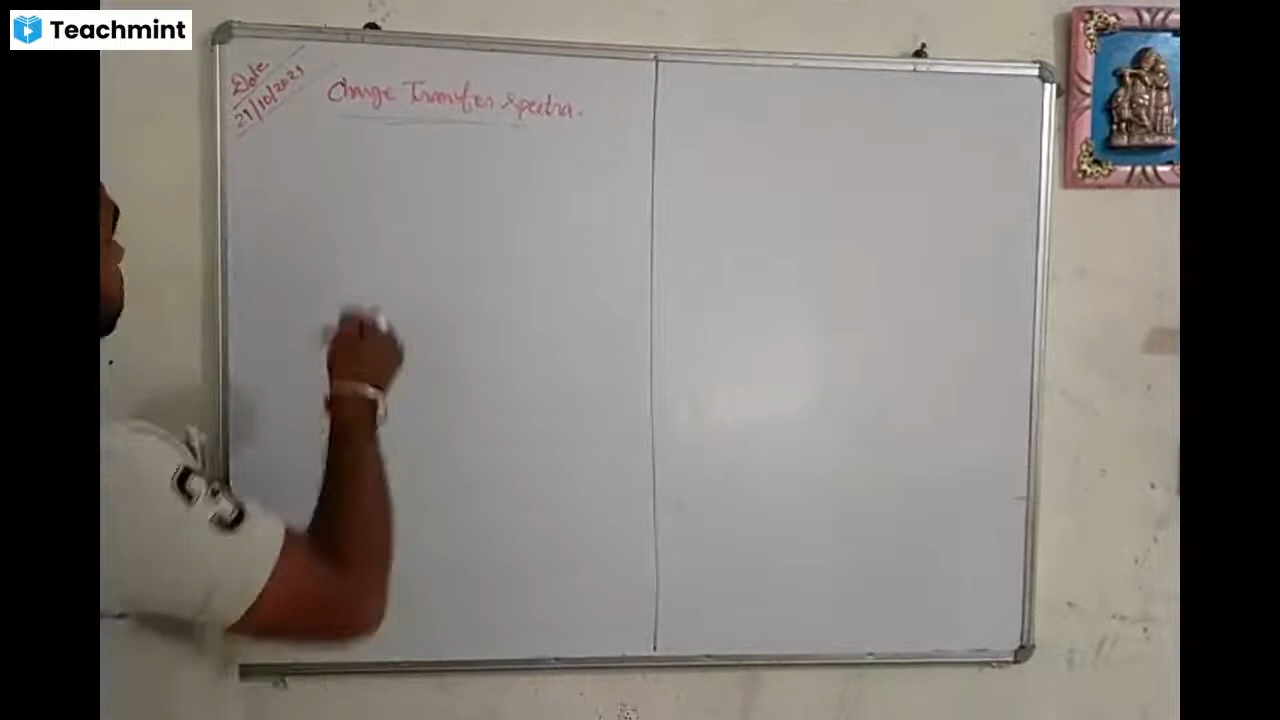 Teachmint
Date
21/10/2021
Charge Transfer Spectra.